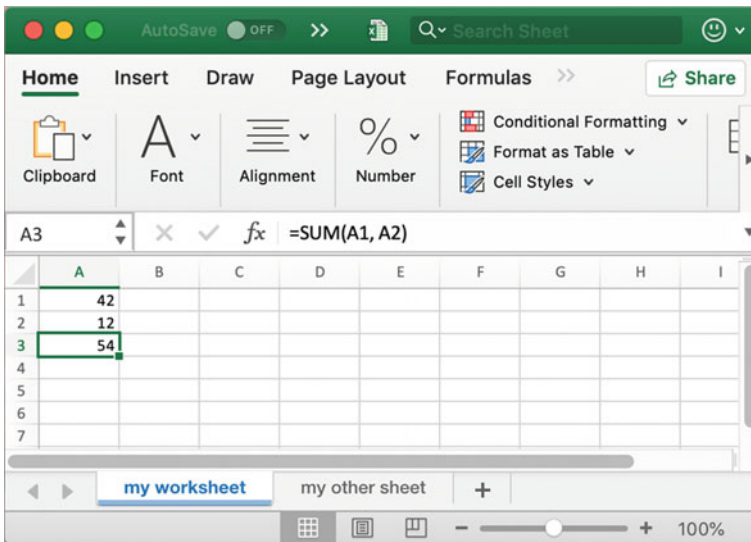 AutoSave OFF Search Sheet
Home Insert Draw Page Layout Formulas Share
Conditional Formatting
Format as Table
Cell Styles
Clipboard Font Alignment Number
A3 fx =SUM(A1, A2)
A B C D E F G H I
1 42
2 12
3 54
4
5
6
7
my worksheet my other sheet +
100%